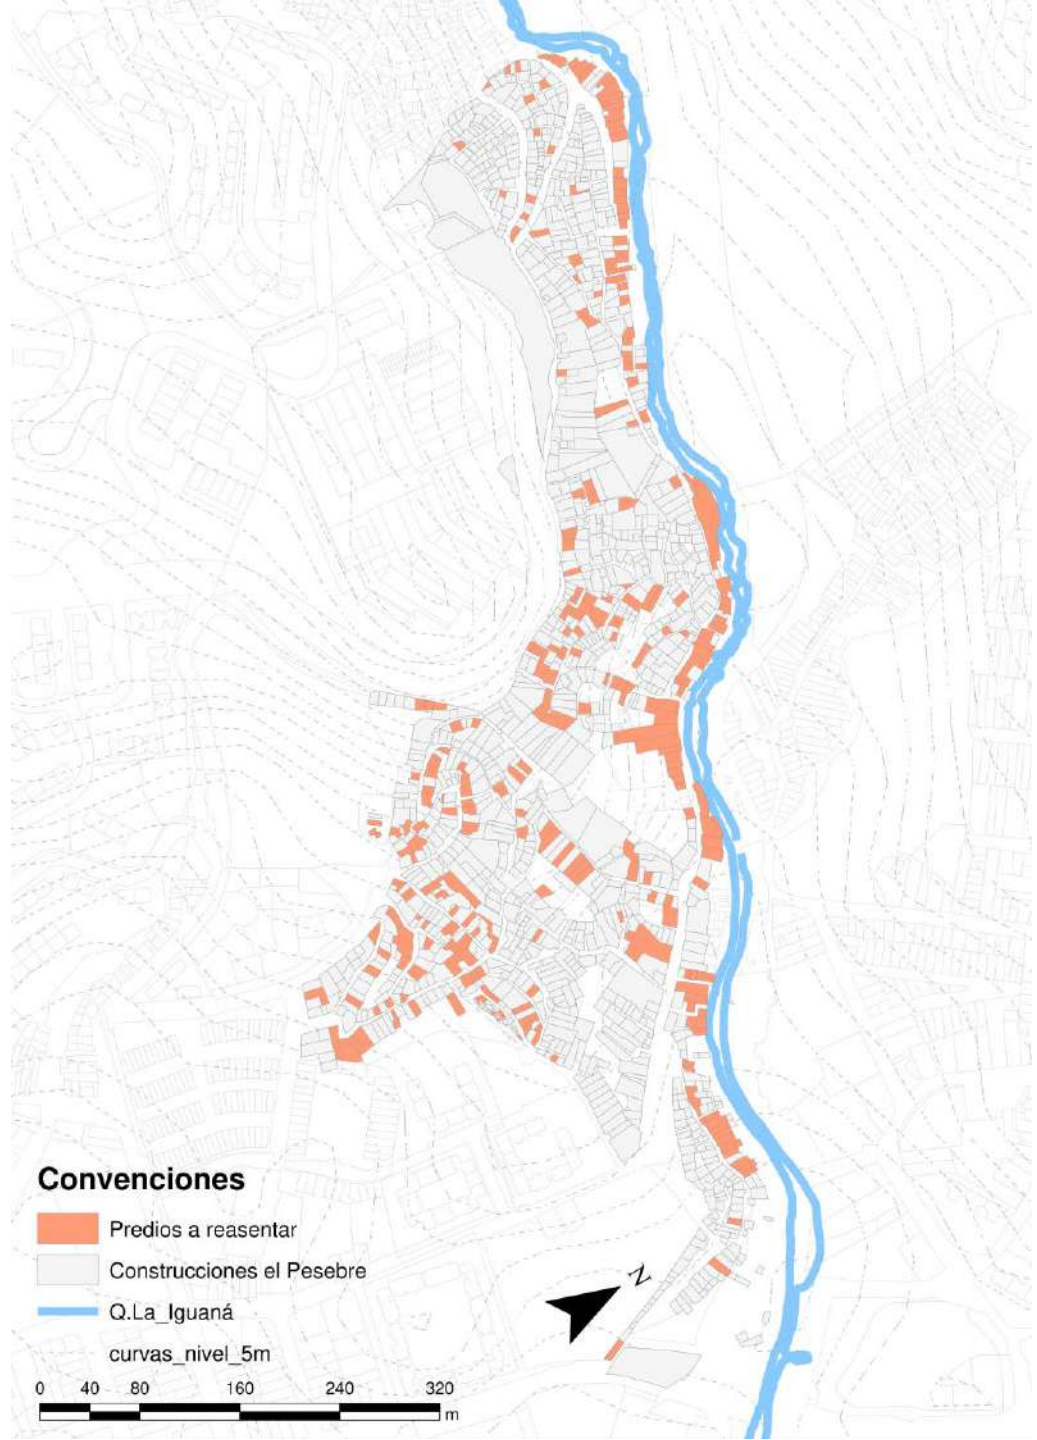 N
Convenciones
Predios a reasentar
Construcciones el Pesebre
Q.La_Iguaná
curvas_nivel_5m
0 40 80 160 240 320
m